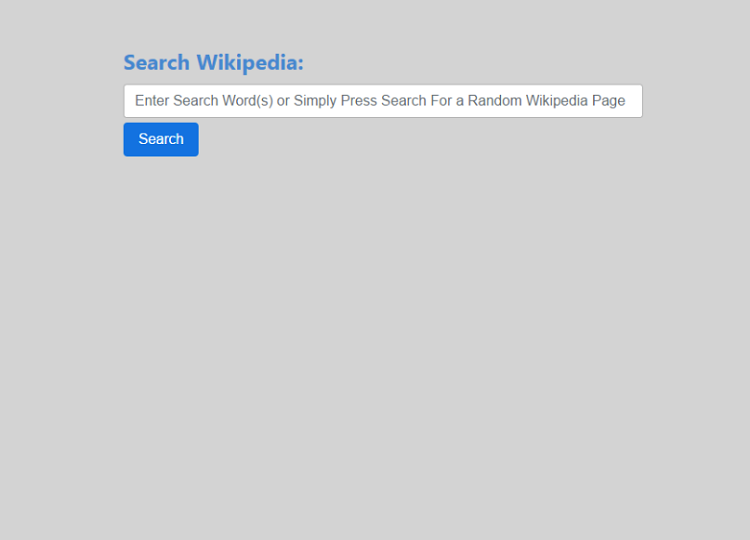 Search Wikipedia:
Enter Search Word(s) or Simply Press Search For a Random Wikipedia Page
Search